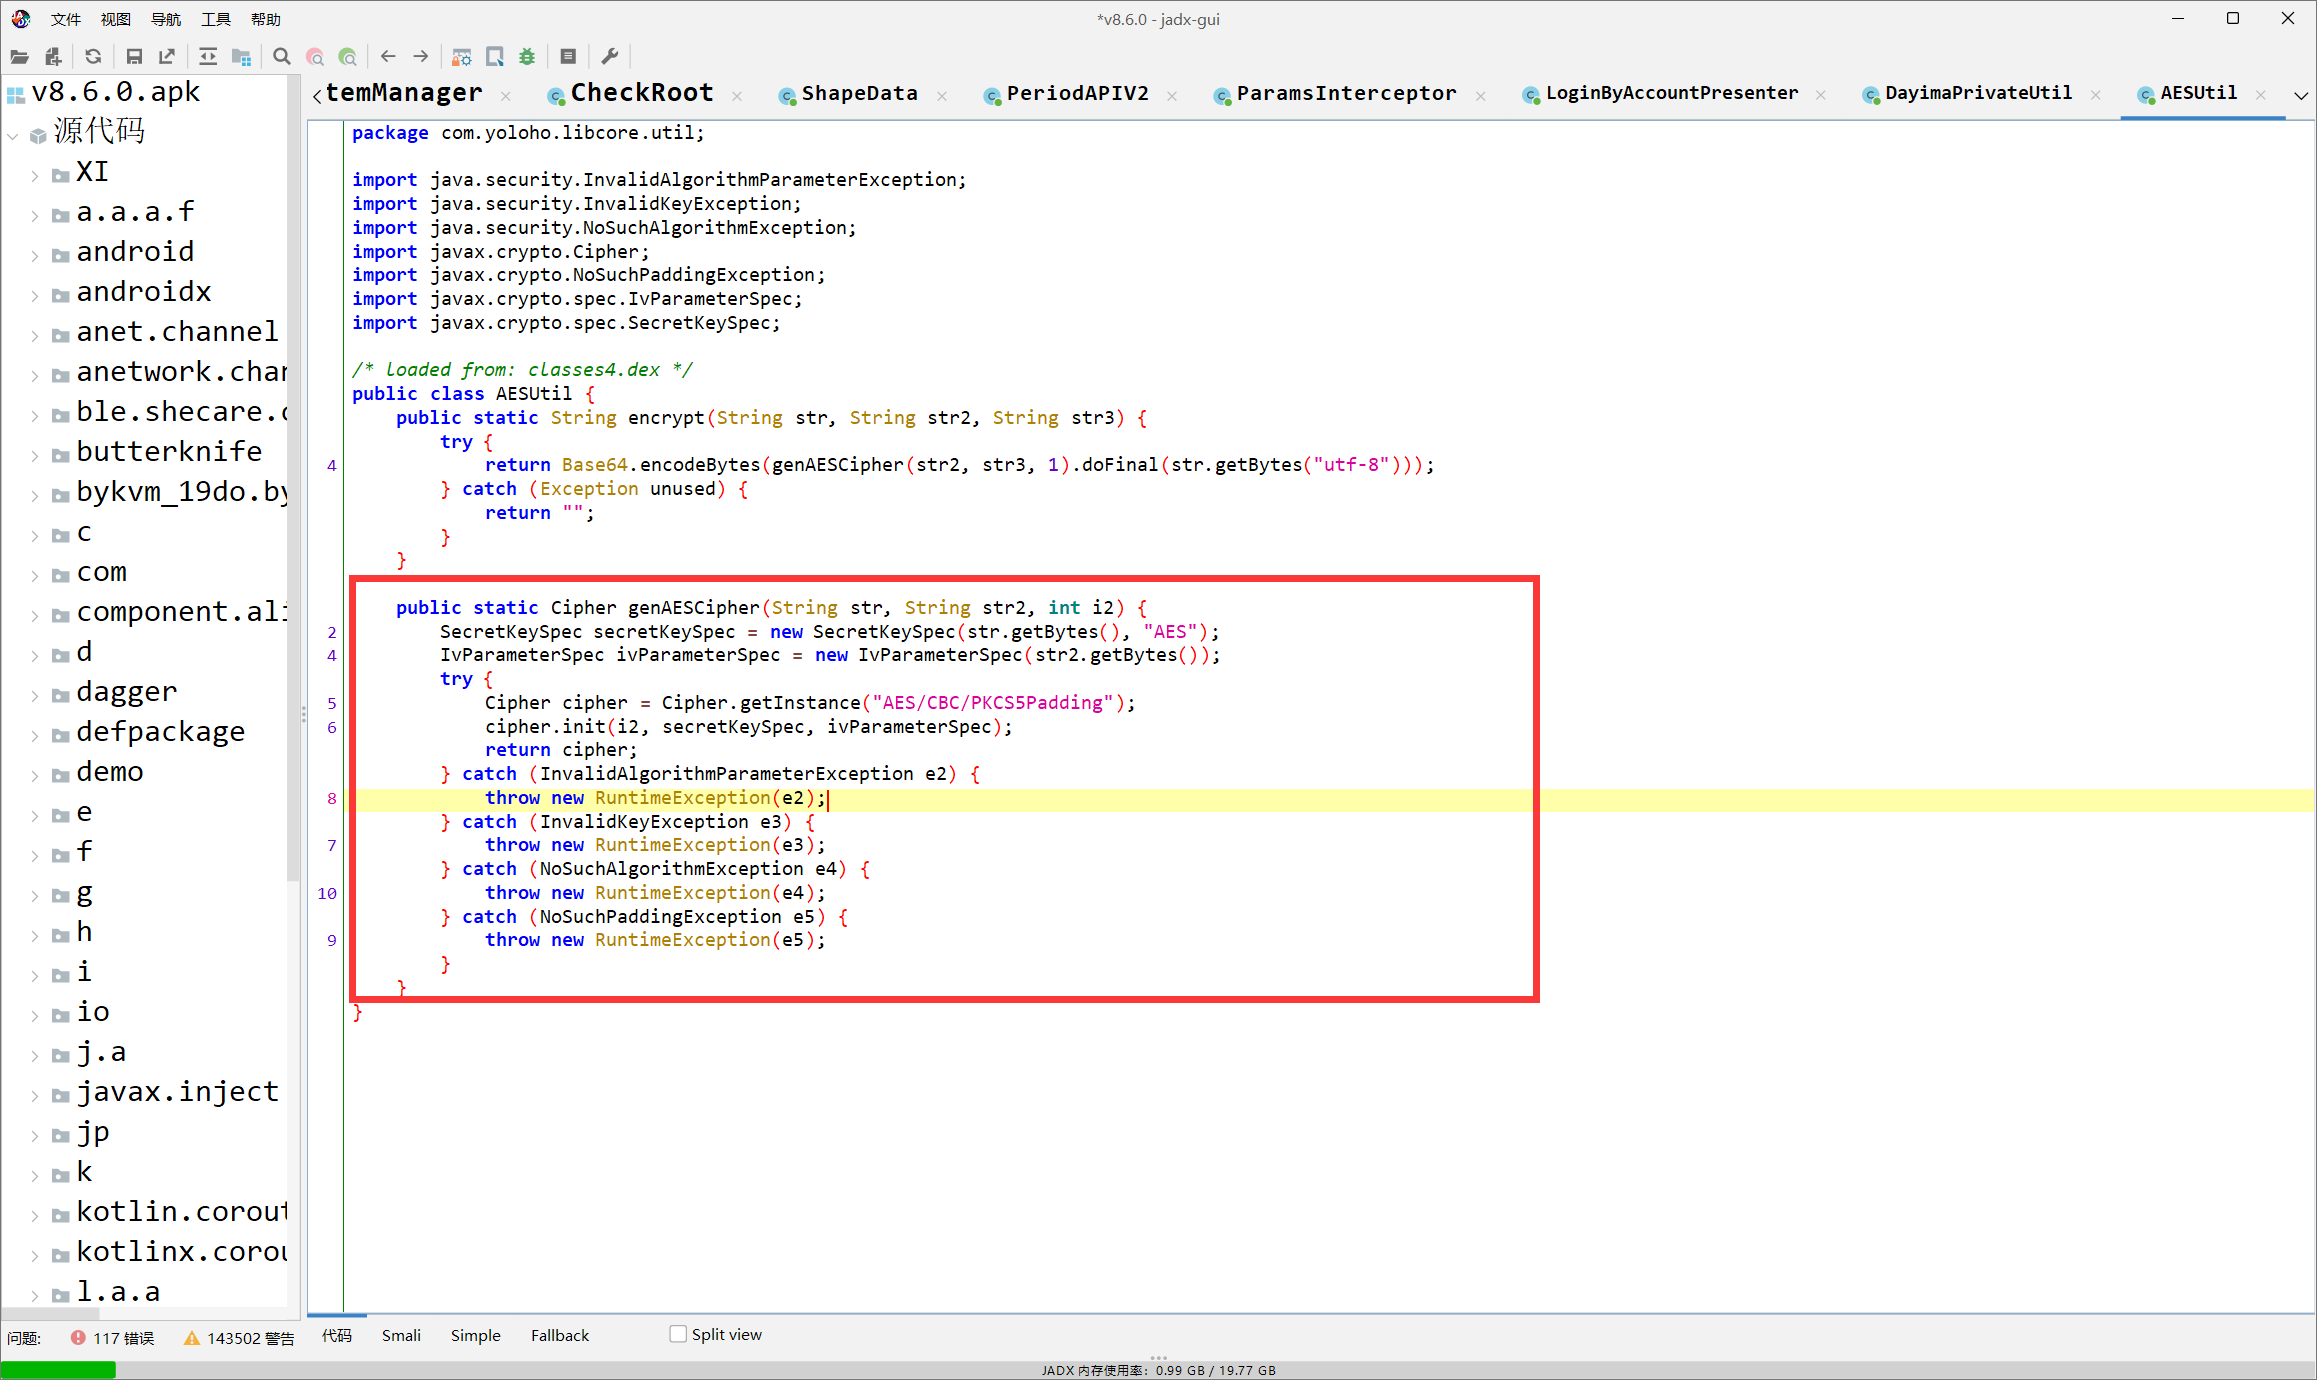 文件 视图 导航 工具 帮助
*v8.6.0 - jadx-gui
v8.6.0.apk
源代码
XI
a.a.a.f
android
androidx
anet.channel
anetwork.char
ble.shecare.c
butterknife
bykvm_19do.by
c
com
component.ali
d
dagger
defpackage
demo
e
f
g
h
i
io
j.a
javax.inject
jp
k
kotlin.corout
kotlinx.corou
l.a.a
temManager CheckRoot ShapeData PeriodAPIV2 ParamsInterceptor LoginByAccountPresenter DayimaPrivateUtil AESUtil
package com.yoloho.libcore.util;
import java.security.InvalidAlgorithmParameterException;
import java.security.InvalidKeyException;
import java.security.NoSuchAlgorithmException;
import javax.crypto.Cipher;
import javax.crypto.NoSuchPaddingException;
import javax.crypto.spec.IvParameterSpec;
import javax.crypto.spec.SecretKeySpec;
/* loaded from: classes4.dex */
public class AESUtil {
public static String encrypt(String str, String str2, String str3) {
try {
4 return Base64.encodeBytes(genAESCipher(str2, str3, 1).doFinal(str.getBytes("utf-8")));
} catch (Exception unused) {
return "";
}
}
public static Cipher genAESCipher(String str, String str2, int i2) {
2 SecretKeySpec secretKeySpec = new SecretKeySpec(str.getBytes(), "AES");
4 IvParameterSpec ivParameterSpec = new IvParameterSpec(str2.getBytes());
try {
5 Cipher cipher = Cipher.getInstance("AES/CBC/PKCS5Padding");
6 cipher.init(i2, secretKeySpec, ivParameterSpec);
return cipher;
} catch (InvalidAlgorithmParameterException e2) {
8 throw new RuntimeException(e2);
} catch (InvalidKeyException e3) {
7 throw new RuntimeException(e3);
} catch (NoSuchAlgorithmException e4) {
10 throw new RuntimeException(e4);
} catch (NoSuchPaddingException e5) {
9 throw new RuntimeException(e5);
}
}
}
问题: 117 错误 143502 警告
代码 Smali Simple Fallback Split view
JADX 内存使用率: 0.99 GB / 19.77 GB